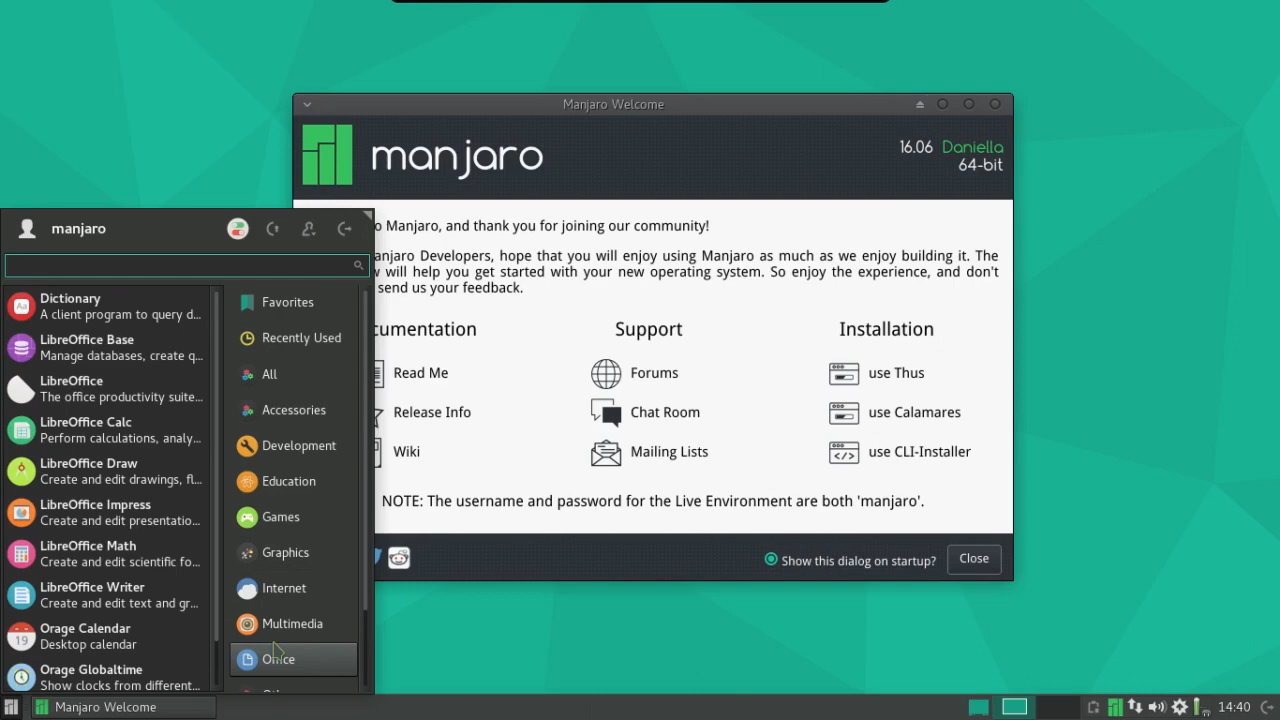 Manjaro Welcome
manjaro
16.06 Daniella
64-bit
o Manjaro, and thank you for joining our community!
anjaro Developers, hope that you will enjoy using Manjaro as much as we enjoy building it. The
w will help you get started with your new operating system. So enjoy the experience, and don't
send us your feedback.
cumentation
Read Me
Release Info
Wiki
Support
Forums
Chat Room
Mailing Lists
Installation
use Thus
use Calamares
use CLI-Installer
NOTE: The username and password for the Live Environment are both 'manjaro'.
Show this dialog on startup?
Close
manjaro
Dictionary
A client program to query d...
LibreOffice Base
Manage databases, create q...
LibreOffice
The office productivity suite...
LibreOffice Calc
Perform calculations, analy...
LibreOffice Draw
Create and edit drawings, fl...
LibreOffice Impress
Create and edit presentatio...
LibreOffice Math
Create and edit scientific fo...
LibreOffice Writer
Create and edit text and gr...
Orage Calendar
Desktop calendar
Orage Globaltime
Show clocks from different...
Aa
19
Favorites
Recently Used
All
Accessories
Development
Education
Games
Graphics
Internet
Multimedia
Office
Manjaro Welcome
14:40